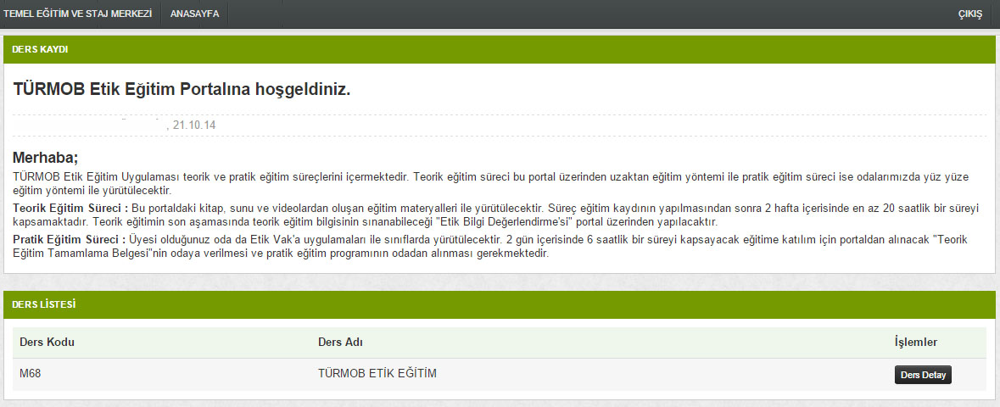 TEMEL EĞİTİM VE STAJ MERKEZİ ANASAYFA ÇIKIŞ
DERS KAYDI
TÜRMOB Etik Eğitim Portalına hoşgeldiniz.
, 21.10.14
Merhaba;
TÜRMOB Etik Eğitim Uygulaması teorik ve pratik eğitim süreçlerini içermektedir. Teorik eğitim süreci bu portal üzerinden uzaktan eğitim yöntemi ile pratik eğitim süreci ise odalarımızda yüz yüze
eğitim yöntemi ile yürütülecektir.
Teorik Eğitim Süreci : Bu portaldaki kitap, sunu ve videolardan oluşan eğitim materyalleri ile yürütülecektir. Süreç eğitim kaydının yapılmasından sonra 2 hafta içerisinde en az 20 saatlik bir süreyi
kapsamaktadır. Teorik eğitimin son aşamasında teorik eğitim bilgisinin sınanabileceği "Etik Bilgi Değerlendirme'si" portal üzerinden yapılacaktır.
Pratik Eğitim Süreci : Üyesi olduğunuz oda da Etik Vak'a uygulamaları ile sınıflarda yürütülecektir. 2 gün içerisinde 6 saatlik bir süreyi kapsayacak eğitime katılım için portaldan alınacak "Teorik
Eğitim Tamamlama Belgesi"nin odaya verilmesi ve pratik eğitim programının odadan alınması gerekmektedir.
DERS LİSTESİ
Ders Kodu Ders Adı İşlemler
M68 TÜRMOB ETİK EĞİTİM Ders Detay